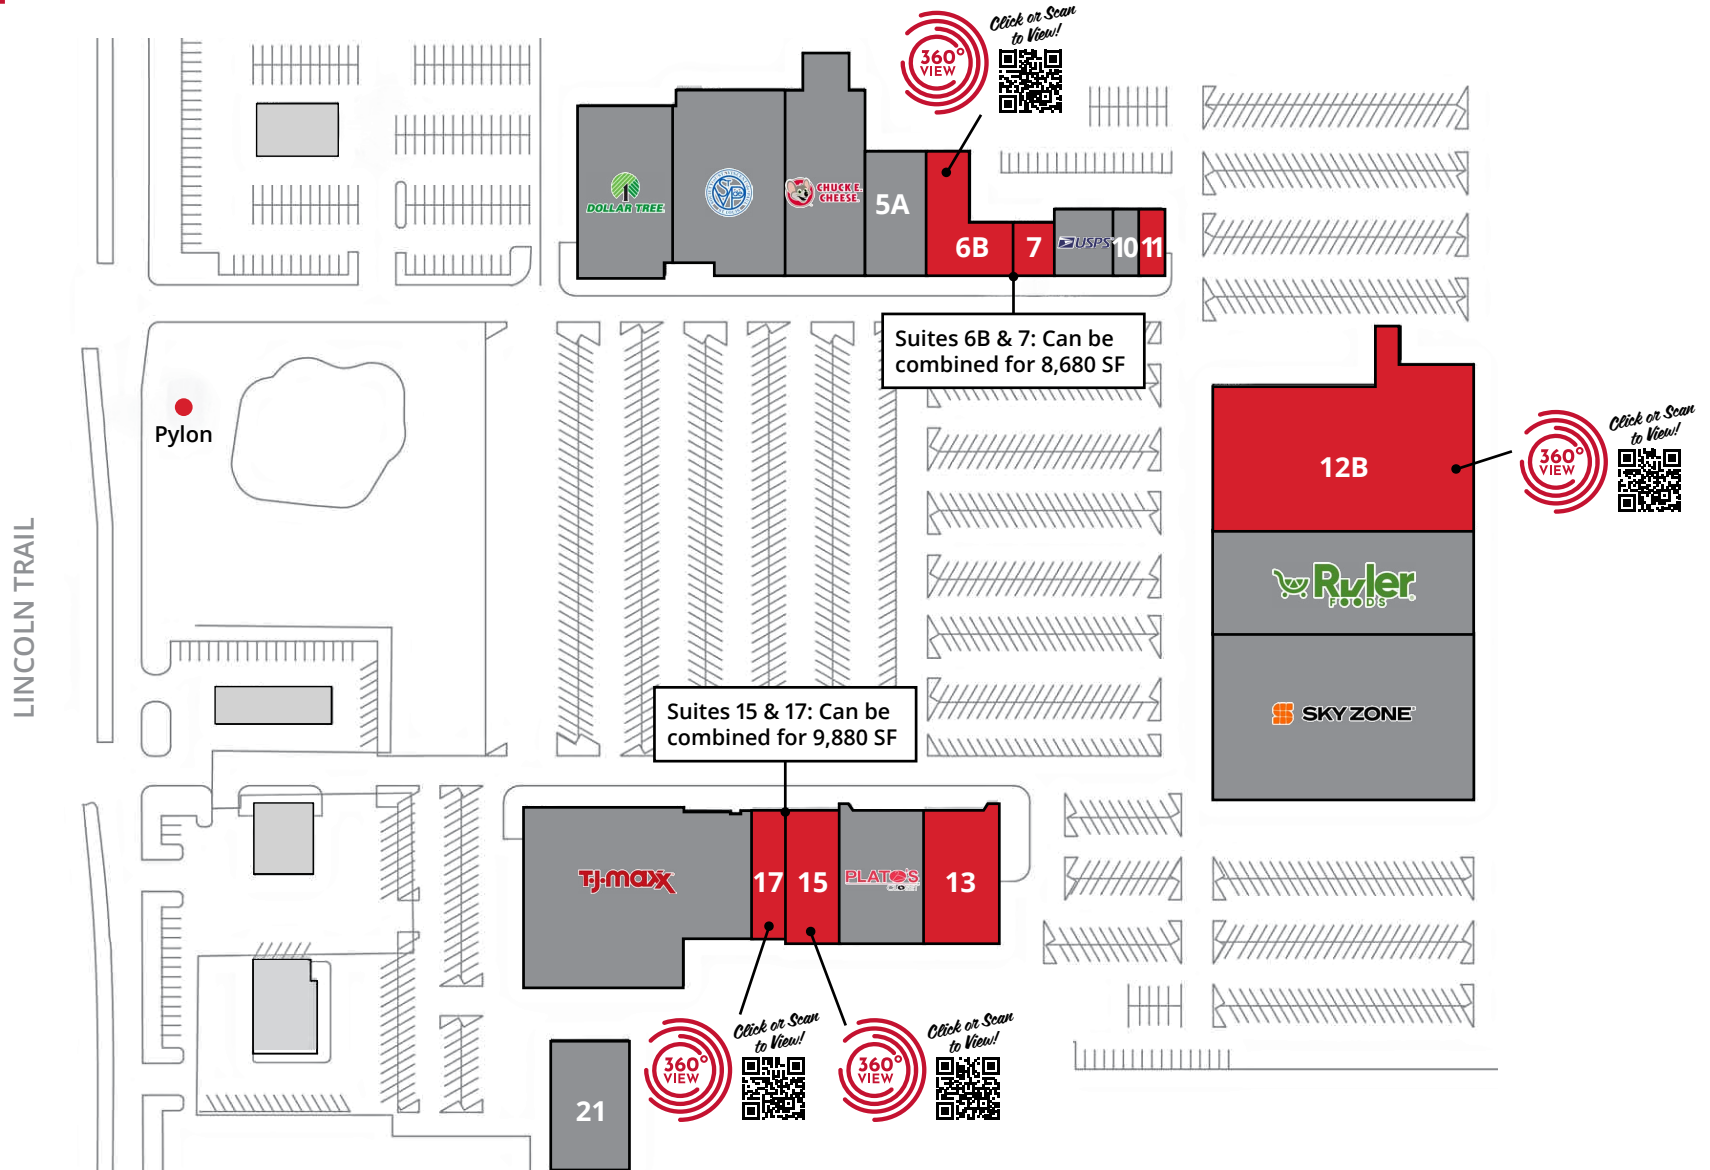 Click or Scan
to View!
360°
VIEW
DOLLAR TREE
SVDP
CHUCK E.
CHEESE
5A
6B
7
USPS
10
11
Suites 6B & 7: Can be
combined for 8,680 SF
Pylon
LINCOLN TRAIL
12B
Click or Scan
to View!
360°
VIEW
Ruler
FOODS
SKY ZONE
Suites 15 & 17: Can be
combined for 9,880 SF
T.J.maxx
17
15
PLATO'S
CLOSET
13
Click or Scan
to View!
360°
VIEW
Click or Scan
to View!
360°
VIEW
21